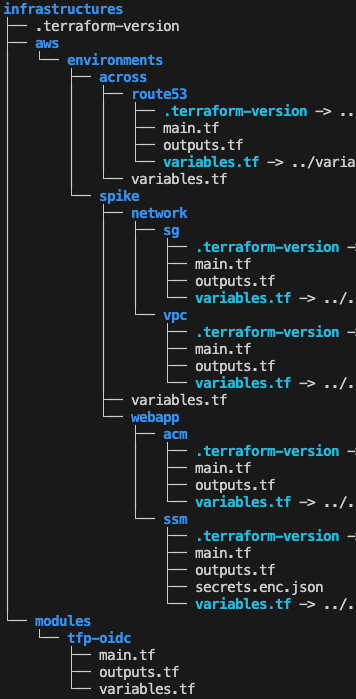 infrastructures
├── .terraform-version
├── aws
│   └── environments
│       ├── across
│       │   ├── route53
│       │   │   ├── .terraform-version -> ..
│       │   │   ├── main.tf
│       │   │   ├── outputs.tf
│       │   │   └── variables.tf -> ../varia
│       │   └── variables.tf
│       └── spike
│           ├── network
│           │   ├── sg
│           │   │   ├── .terraform-version -
│           │   │   ├── main.tf
│           │   │   ├── outputs.tf
│           │   │   └── variables.tf -> ../.
│           │   └── vpc
│           │       ├── .terraform-version -
│           │       ├── main.tf
│           │       ├── outputs.tf
│           │       └── variables.tf -> ../.
│           ├── variables.tf
│           └── webapp
│               ├── acm
│               │   ├── .terraform-version -
│               │   ├── main.tf
│               │   ├── outputs.tf
│               │   └── variables.tf -> ../.
│               └── ssm
│                   ├── .terraform-version -
│                   ├── main.tf
│                   ├── outputs.tf
│                   ├── secrets.enc.json
│                   └── variables.tf -> ../.
└── modules
    └── tfp-oidc
        ├── main.tf
        ├── outputs.tf
        └── variables.tf